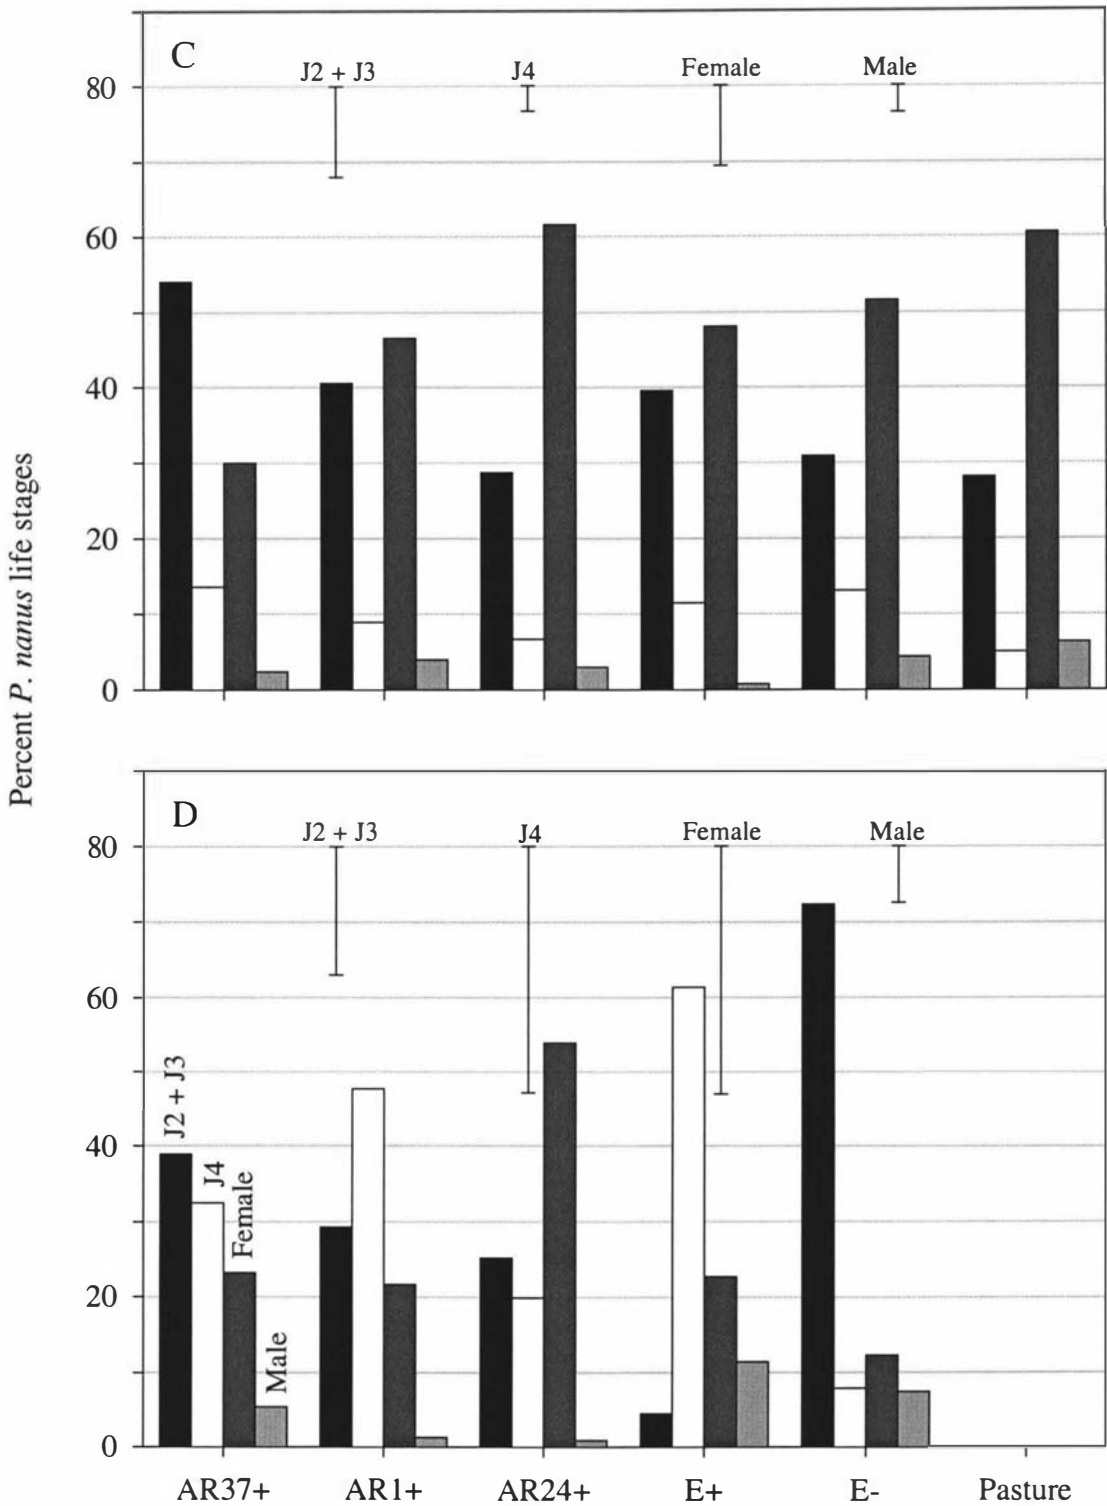 Percent P. nanus life stages
C
J2 + J3 J4 Female Male
80
60
40
20
0
D
J2 + J3 J4 Female Male
80
60
40
20
0
J2 + J3
J4
Female
Male
AR37+ AR1+ AR24+ E+ E- Pasture